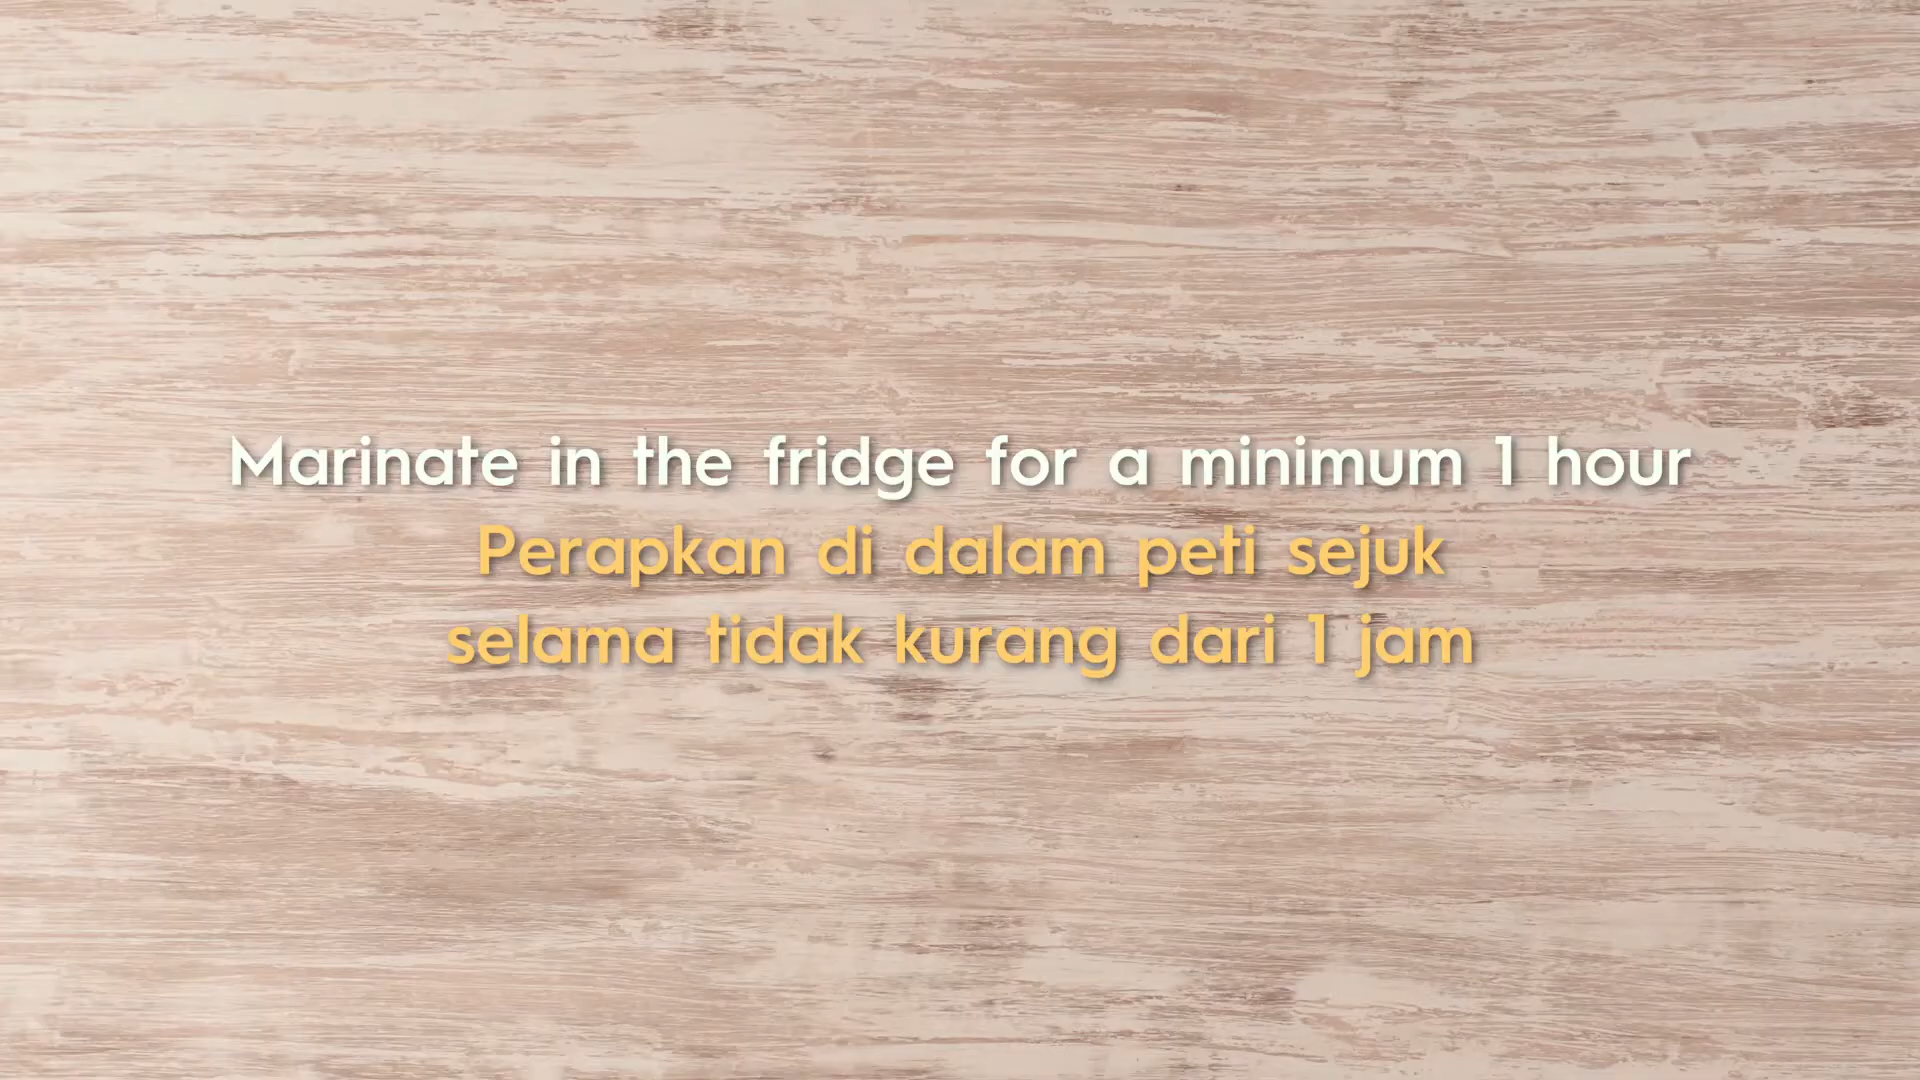 Marinate in the fridge for a minimum 1 hour
Perapkan di dalam peti sejuk
selama tidak kurang dari 1 jam